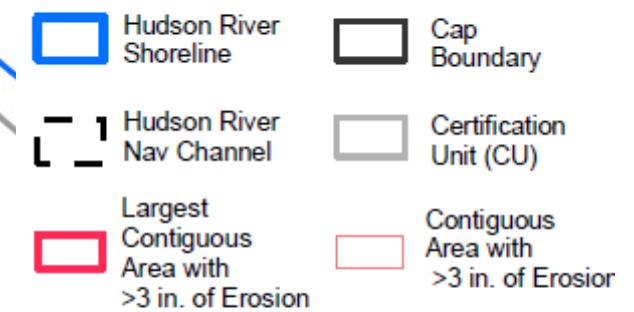 Hudson River
Shoreline
Cap
Boundary
Hudson River
Nav Channel
Certification
Unit (CU)
Largest
Contiguous
Area with
>3 in. of Erosion
Contiguous
Area with
>3 in. of Erosion